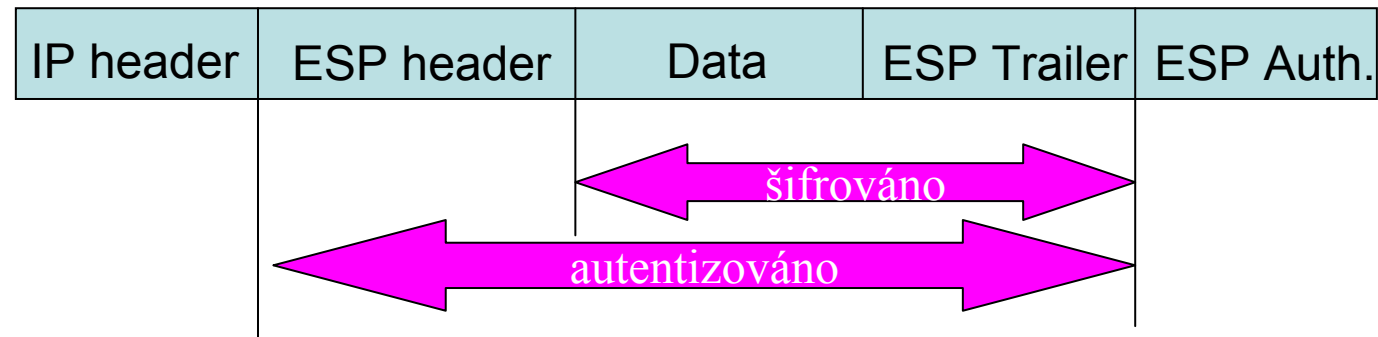 IP header ESP header Data ESP Trailer ESP Auth.
šifrováno
autentizováno